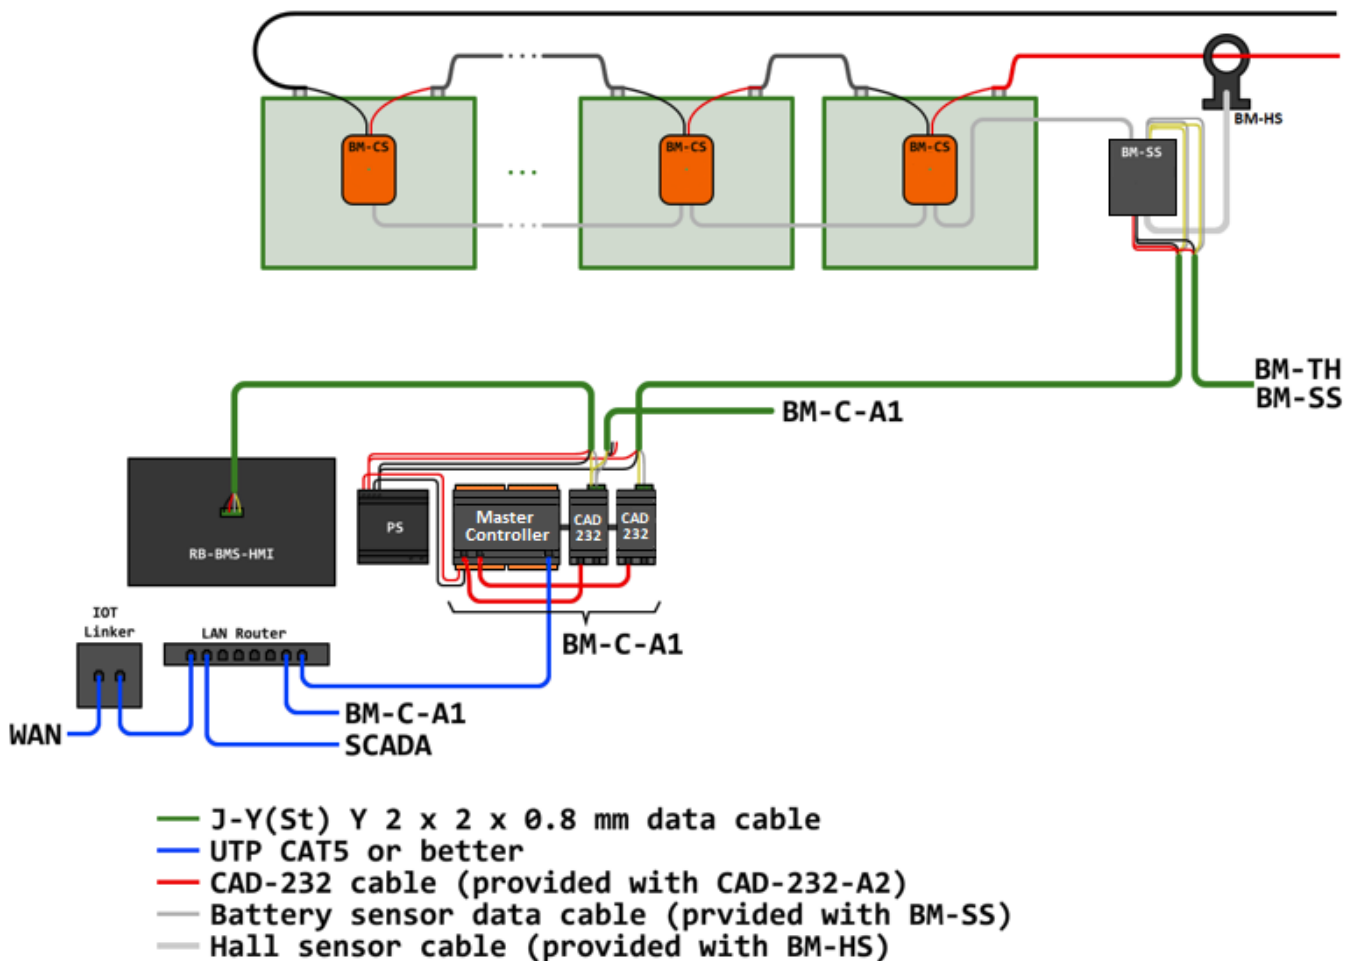 BM-HS
BM-CS
BM-CS
BM-CS
BM-SS
BM-TH
BM-SS
BM-C-A1
Master
Controller
CAD
232
CAD
232
PS
RB-BMS-HMI
IOT
Linker
LAN Router
BM-C-A1
BM-C-A1
WAN
SCADA
J-Y(St) Y 2 x 2 x 0.8 mm data cable
UTP CAT5 or better
CAD-232 cable (provided with CAD-232-A2)
Battery sensor data cable (prvided with BM-SS)
Hall sensor cable (provided with BM-HS)